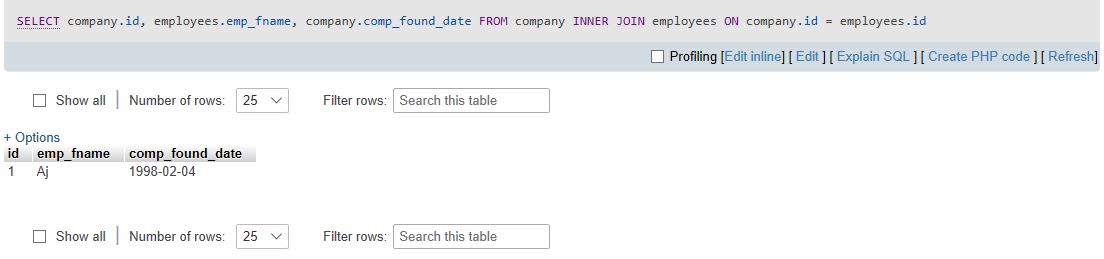 SELECT company.id, employees.emp_fname, company.comp_found_date FROM company INNER JOIN employees ON company.id = employees.id
Profiling [Edit inline] [ Edit ] [ Explain SQL ] [ Create PHP code ] [ Refresh]
Show all | Number of rows: 25 Filter rows: Search this table
+ Options
id emp_fname comp_found_date
1 Aj 1998-02-04
Show all | Number of rows: 25 Filter rows: Search this table